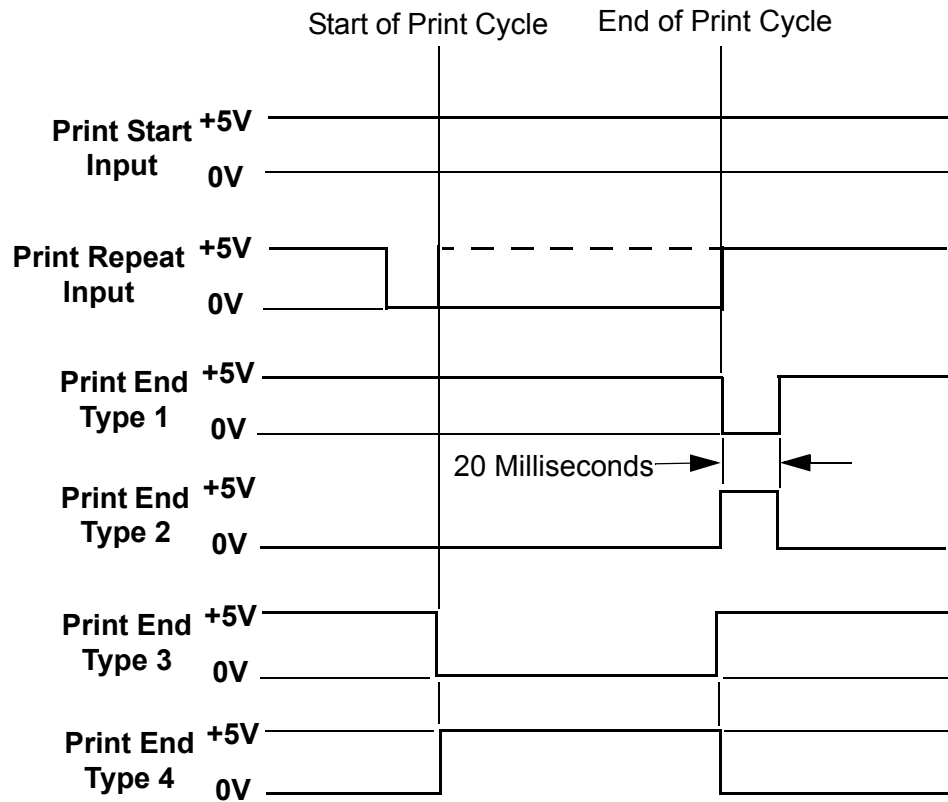 Start of Print Cycle
End of Print Cycle
Print Start
Input
+5V
0V
Print Repeat
Input
+5V
0V
Print End
Type 1
+5V
0V
20 Milliseconds
Print End
Type 2
+5V
0V
Print End
Type 3
+5V
0V
Print End
Type 4
+5V
0V